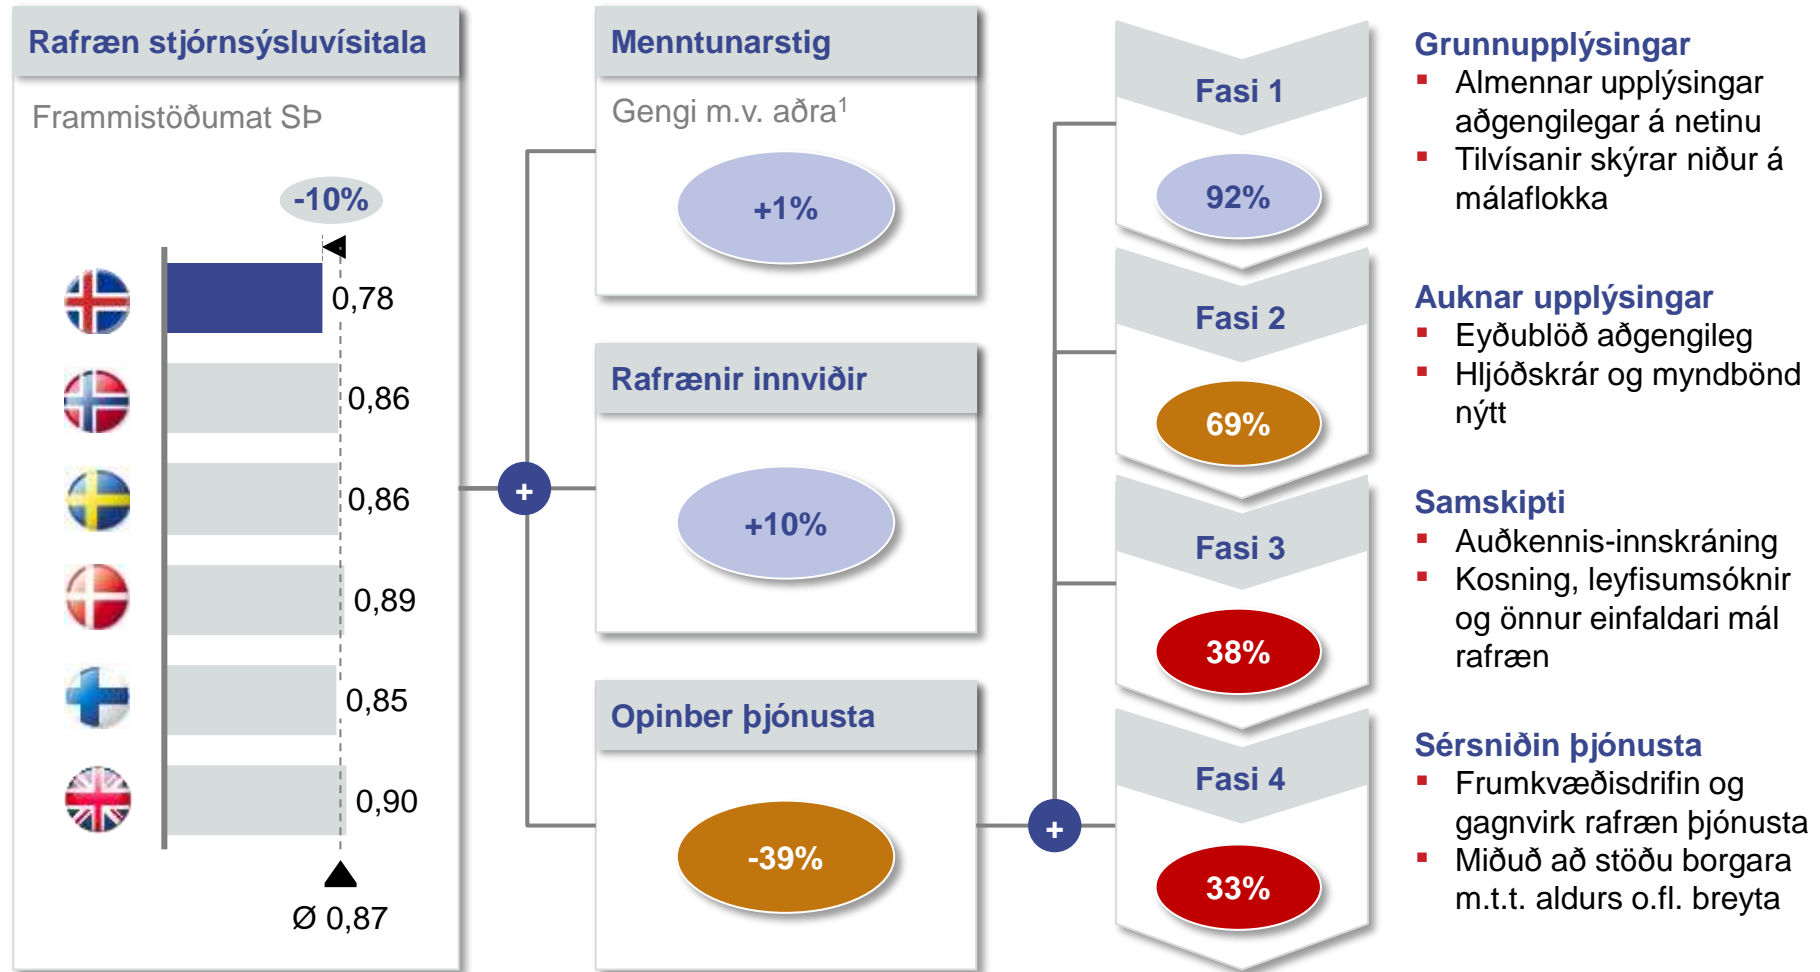 Rafræn stjórnsýsluvísitala
Frammistöðumat SÞ
-10%
0,78
0,86
0,86
0,89
0,85
0,90
Ø 0,87
+
Menntunarstig
Gengi m.v. aðra¹
+1%
Rafrænir innviðir
+10%
Opinber þjónusta
-39%
+
Fasi 1
92%
Fasi 2
69%
Fasi 3
38%
Fasi 4
33%
Grunnupplýsingar
▪ Almennar upplýsingar
aðgengilegar á netinu
▪ Tilvísanir skýrar niður á
málaflokka
Auknar upplýsingar
▪ Eyðublöð aðgengileg
▪ Hljóðskrár og myndbönd
nýtt
Samskipti
▪ Auðkennis-innskráning
▪ Kosning, leyfisumsóknir
og önnur einfaldari mál
rafræn
Sérsniðin þjónusta
▪ Frumkvæðisdrifin og
gagnvirk rafræn þjónusta
▪ Miðuð að stöðu borgara
m.t.t. aldurs o.fl. breyta